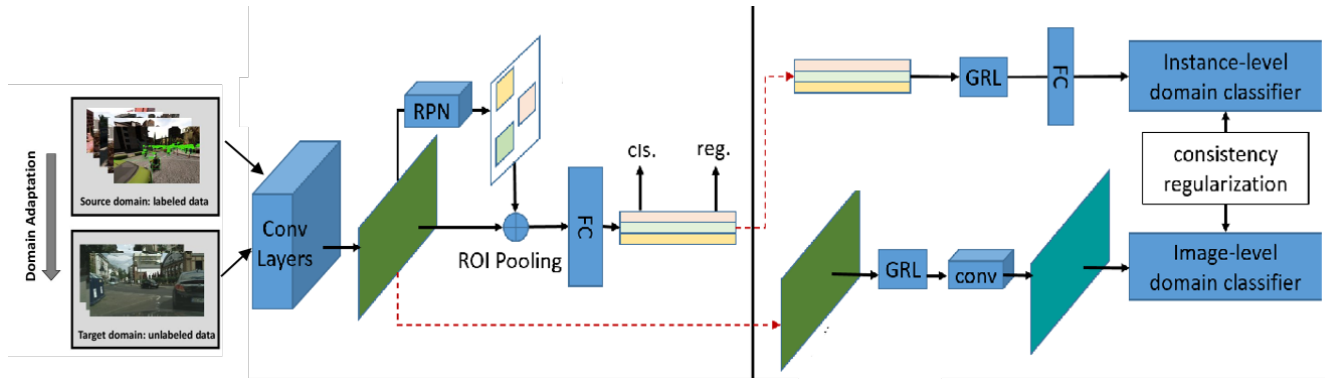 Domain Adaptation
Source domain: labeled data
Target domain: unlabeled data
Conv
Layers
RPN
ROI Pooling
FC
cls.
reg.
GRL
FC
Instance-level
domain classifier
consistency
regularization
GRL
conv
Image-level
domain classifier